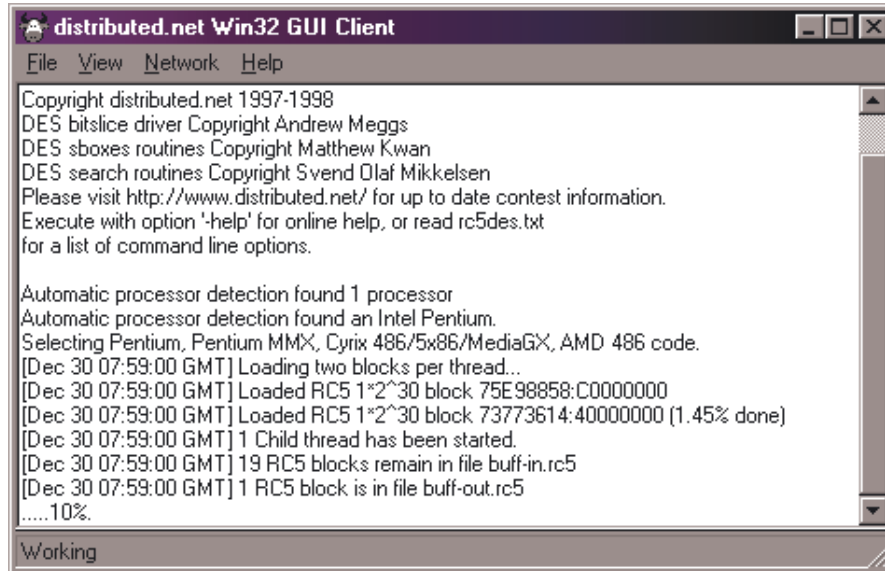 distributed.net Win32 GUI Client
File View Network Help
Copyright distributed.net 1997-1998
DES bitslice driver Copyright Andrew Meggs
DES sboxes routines Copyright Matthew Kwan
DES search routines Copyright Svend Olaf Mikkelsen
Please visit http://www.distributed.net/ for up to date contest information.
Execute with option '-help' for online help, or read rc5des.txt
for a list of command line options.
Automatic processor detection found 1 processor
Automatic processor detection found an Intel Pentium.
Selecting Pentium, Pentium MMX, Cyrix 486/5x86/MediaGX, AMD 486 code.
[Dec 30 07:59:00 GMT] Loading two blocks per thread...
[Dec 30 07:59:00 GMT] Loaded RC5 1*2^30 block 75E98858:C0000000
[Dec 30 07:59:00 GMT] Loaded RC5 1*2^30 block 73773614:40000000 (1.45% done)
[Dec 30 07:59:00 GMT] 1 Child thread has been started.
[Dec 30 07:59:00 GMT] 19 RC5 blocks remain in file buff-in.rc5
[Dec 30 07:59:00 GMT] 1 RC5 block is in file buff-out.rc5
.....10%.
Working